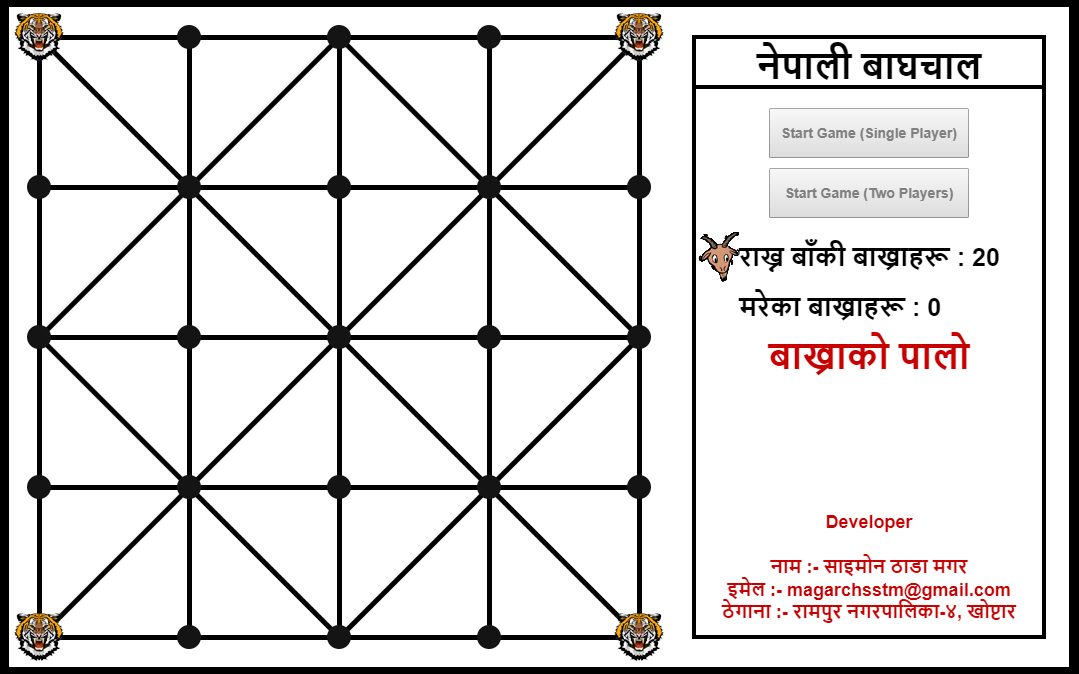 नेपाली बाघचाल
Start Game (Single Player)
Start Game (Two Players)
राख्न बाँकी बाख्राहरू : 20
मरेका बाख्राहरू : 0
बाख्राको पालो
Developer
नाम :- साइमोन ठाडा मगर
इमेल :- magarchsstm@gmail.com
ठेगाना :- रामपुर नगरपालिका-४, खोप्टार